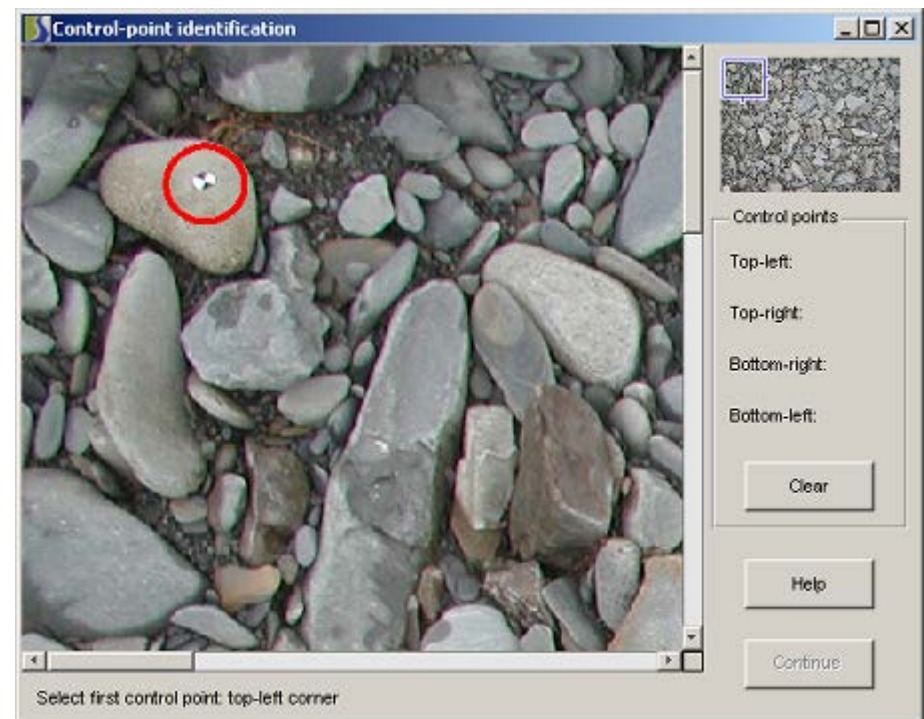 Control-point identification
Control points
Top-left:
Top-right:
Bottom-right:
Bottom-left:
Clear
Help
Continue
Select first control point: top-left corner